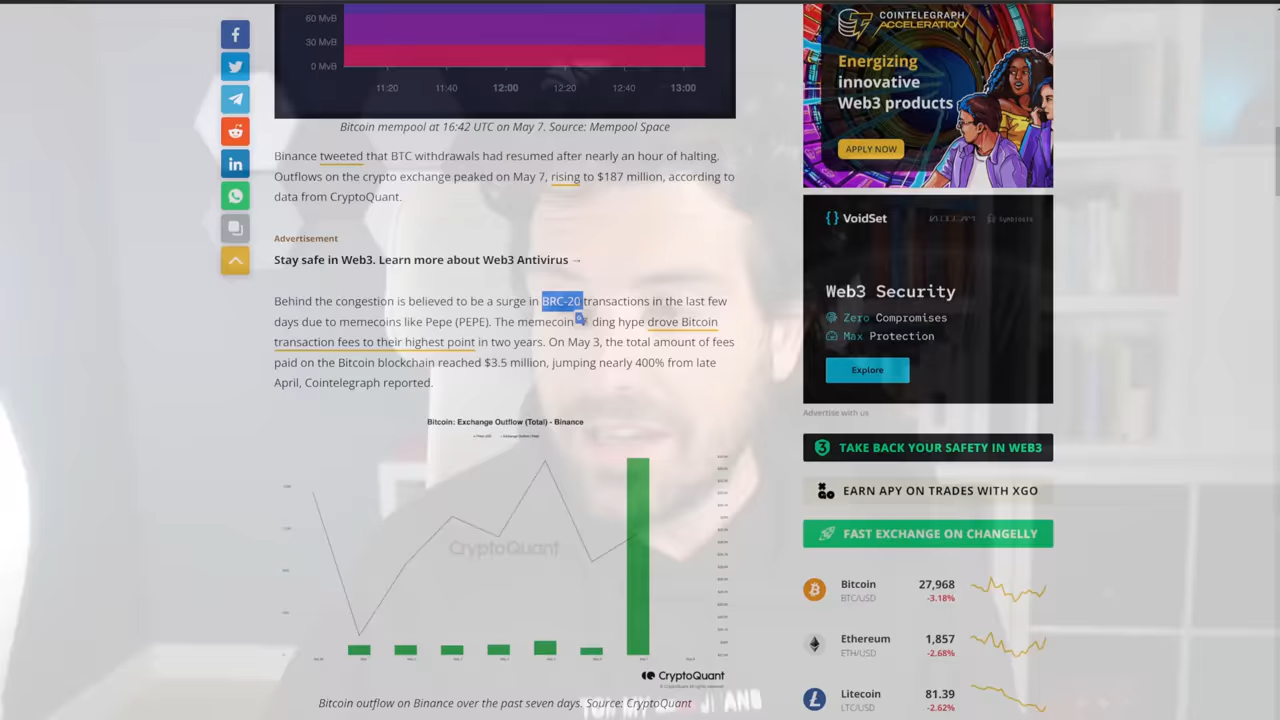 60 MvB
30 MvB
0 MvB
11:20 11:40 12:00 12:20 12:40 13:00
Bitcoin mempool at 16:42 UTC on May 7. Source: Mempool Space
Binance tweeted that BTC withdrawals had resumed after nearly an hour of halting.
Outflows on the crypto exchange peaked on May 7, rising to $187 million, according to
data from CryptoQuant.
Advertisement
Stay safe in Web3. Learn more about Web3 Antivirus →
Behind the congestion is believed to be a surge in BRC-20 transactions in the last few
days due to memecoins like Pepe (PEPE). The memecoin ding hype drove Bitcoin
transaction fees to their highest point in two years. On May 3, the total amount of fees
paid on the Bitcoin blockchain reached $3.5 million, jumping nearly 400% from late
April, Cointelegraph reported.
Bitcoin: Exchange Outflow (Total) - Binance
CryptoQuant
CryptoQuant
Bitcoin outflow on Binance over the past seven days. Source: CryptoQuant
COINTELEGRAPH
ACCELERATION
Energizing
innovative
Web3 products
APPLY NOW
VoidSet
Web3 Security
Zero Compromises
Max Protection
Explore
Advertise with us
TAKE BACK YOUR SAFETY IN WEB3
EARN APY ON TRADES WITH XGO
FAST EXCHANGE ON CHANGELLY
Bitcoin 27,968
BTC/USD -3.18%
Ethereum 1,857
ETH/USD -2.68%
Litecoin 81.39
LTC/USD -2.62%